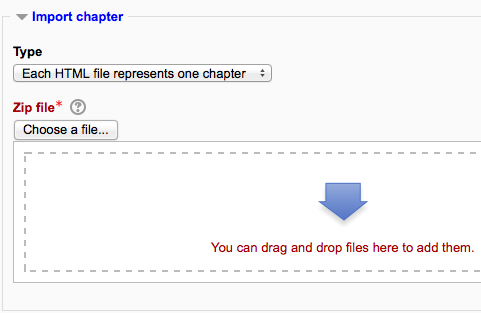 Import chapter
Type
Each HTML file represents one chapter
Zip file* ?
Choose a file...
You can drag and drop files here to add them.